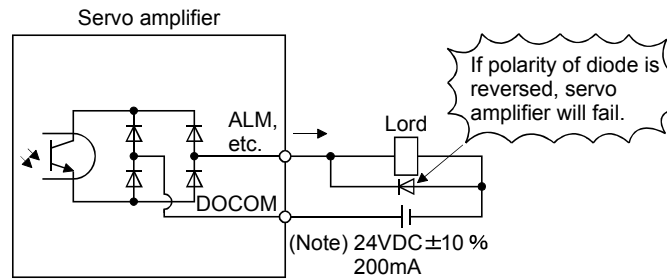 Servo amplifier
If polarity of diode is
reversed, servo
amplifier will fail.
ALM,
etc.
Lord
DOCOM
(Note) 24VDC±10 %
200mA